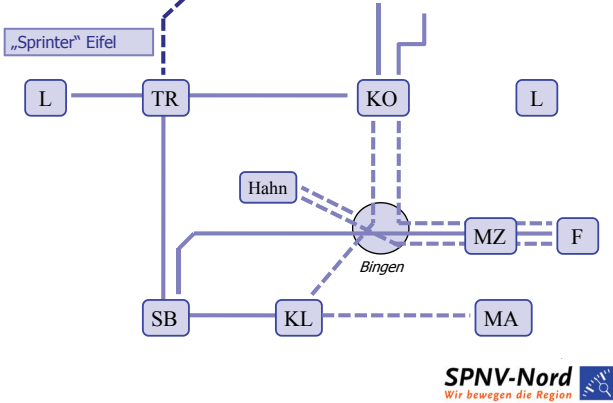 „Sprinter“ Eifel
L
TR
KO
L
Hahn
MZ
F
Bingen
SB
KL
MA
SPNV-Nord
Wir bewegen die Region